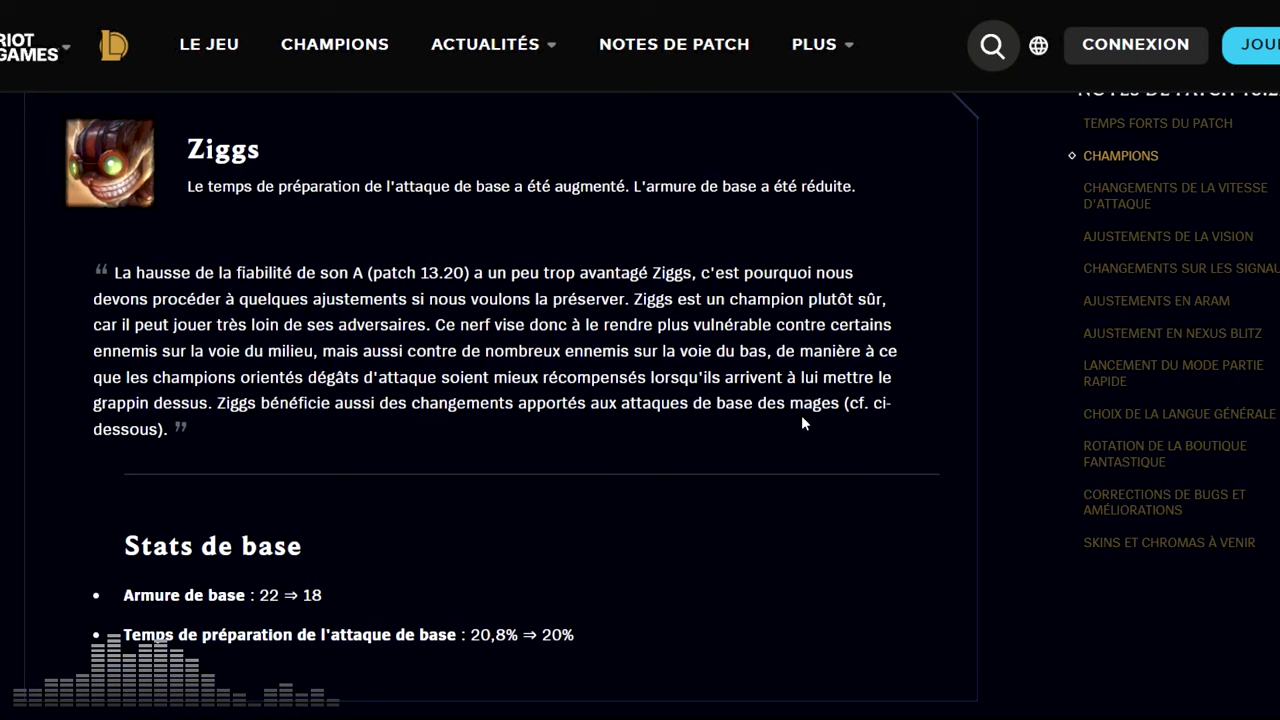 RIOT
GAMES
LE JEU
CHAMPIONS
ACTUALITÉS
NOTES DE PATCH
PLUS
CONNEXION
JOU
Ziggs
Le temps de préparation de l'attaque de base a été augmenté. L'armure de base a été réduite.
“ La hausse de la fiabilité de son A (patch 13.20) a un peu trop avantagé Ziggs, c'est pourquoi nous
devons procéder à quelques ajustements si nous voulons la préserver. Ziggs est un champion plutôt sûr,
car il peut jouer très loin de ses adversaires. Ce nerf vise donc à le rendre plus vulnérable contre certains
ennemis sur la voie du milieu, mais aussi contre de nombreux ennemis sur la voie du bas, de manière à ce
que les champions orientés dégâts d'attaque soient mieux récompensés lorsqu'ils arrivent à lui mettre le
grappin dessus. Ziggs bénéficie aussi des changements apportés aux attaques de base des mages (cf. ci-
dessous). ”
Stats de base
• Armure de base : 22 ⇒ 18
• Temps de préparation de l'attaque de base : 20,8% ⇒ 20%
NOTES DE PATCH
TEMPS FORTS DU PATCH
CHAMPIONS
CHANGEMENTS DE LA VITESSE
D'ATTAQUE
AJUSTEMENTS DE LA VISION
CHANGEMENTS SUR LES SIGNAU
AJUSTEMENTS EN ARAM
AJUSTEMENT EN NEXUS BLITZ
LANCEMENT DU MODE PARTIE
RAPIDE
CHOIX DE LA LANGUE GÉNÉRALE
ROTATION DE LA BOUTIQUE
FANTASTIQUE
CORRECTIONS DE BUGS ET
AMÉLIORATIONS
SKINS ET CHROMAS À VENIR